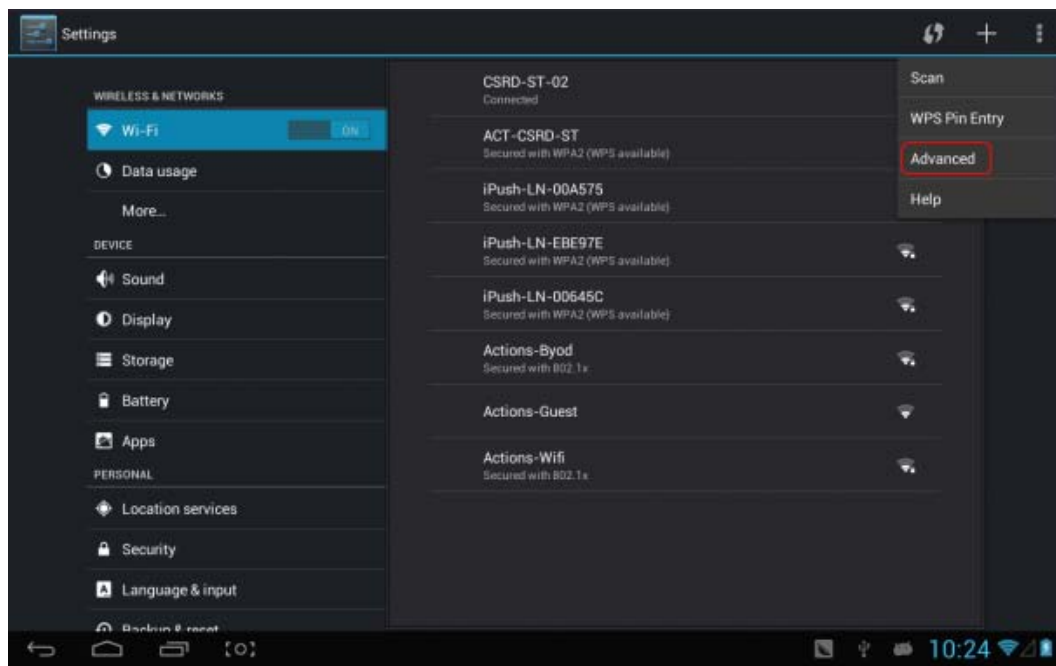 Settings
WIRELESS & NETWORKS
Wi-Fi
ON
Data usage
More...
DEVICE
Sound
Display
Storage
Battery
Apps
PERSONAL
Location services
Security
Language & input
Backup & reset
CSRD-ST-02
Connected
ACT-CSRD-ST
Secured with WPA2 (WPS available)
iPush-LN-00A575
Secured with WPA2 (WPS available)
iPush-LN-EBE97E
Secured with WPA2 (WPS available)
iPush-LN-00645C
Secured with WPA2 (WPS available)
Actions-Byod
Secured with 802.1x
Actions-Guest
Actions-Wifi
Secured with 802.1x
Scan
WPS Pin Entry
Advanced
Help
10:24